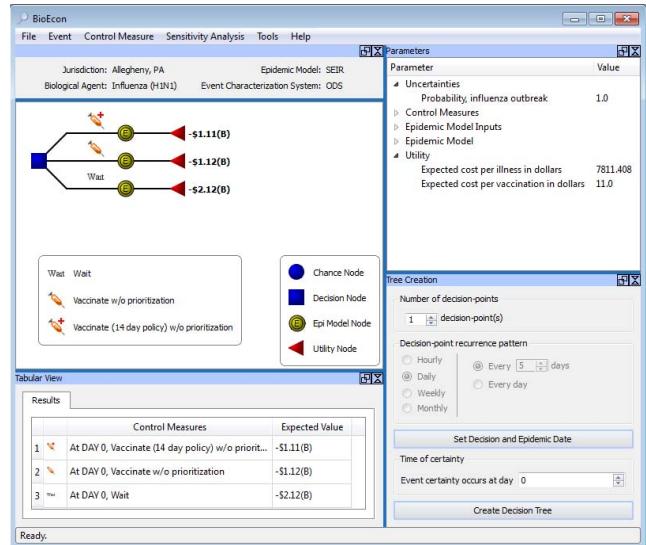 BioEcon
File Event Control Measure Sensitivity Analysis Tools Help
Jurisdiction: Allegheny, PA Epidemic Model: SEIR
Biological Agent: Influenza (H1N1) Event Characterization System: ODS
-$1.11(B)
-$1.12(B)
Wait
-$2.12(B)
E
E
E
Wait Wait
Vaccinate w/o prioritization
Vaccinate (14 day policy) w/o prioritization
Chance Node
Decision Node
E Epi Model Node
Utility Node
Tabular View
Results
Control Measures Expected Value
1 At DAY 0, Vaccinate (14 day policy) w/o priorit... -$1.11(B)
2 At DAY 0, Vaccinate w/o prioritization -$1.12(B)
3 Wait At DAY 0, Wait -$2.12(B)
Parameters
Parameter Value
Uncertainties
Probability, influenza outbreak 1.0
Control Measures
Epidemic Model Inputs
Epidemic Model
Utility
Expected cost per illness in dollars 7811.408
Expected cost per vaccination in dollars 11.0
Tree Creation
Number of decision-points
1 decision-point(s)
Decision-point recurrence pattern
Hourly
Daily
Weekly
Monthly
Every 5 days
Every day
Set Decision and Epidemic Date
Time of certainty
Event certainty occurs at day 0
Create Decision Tree
Ready.